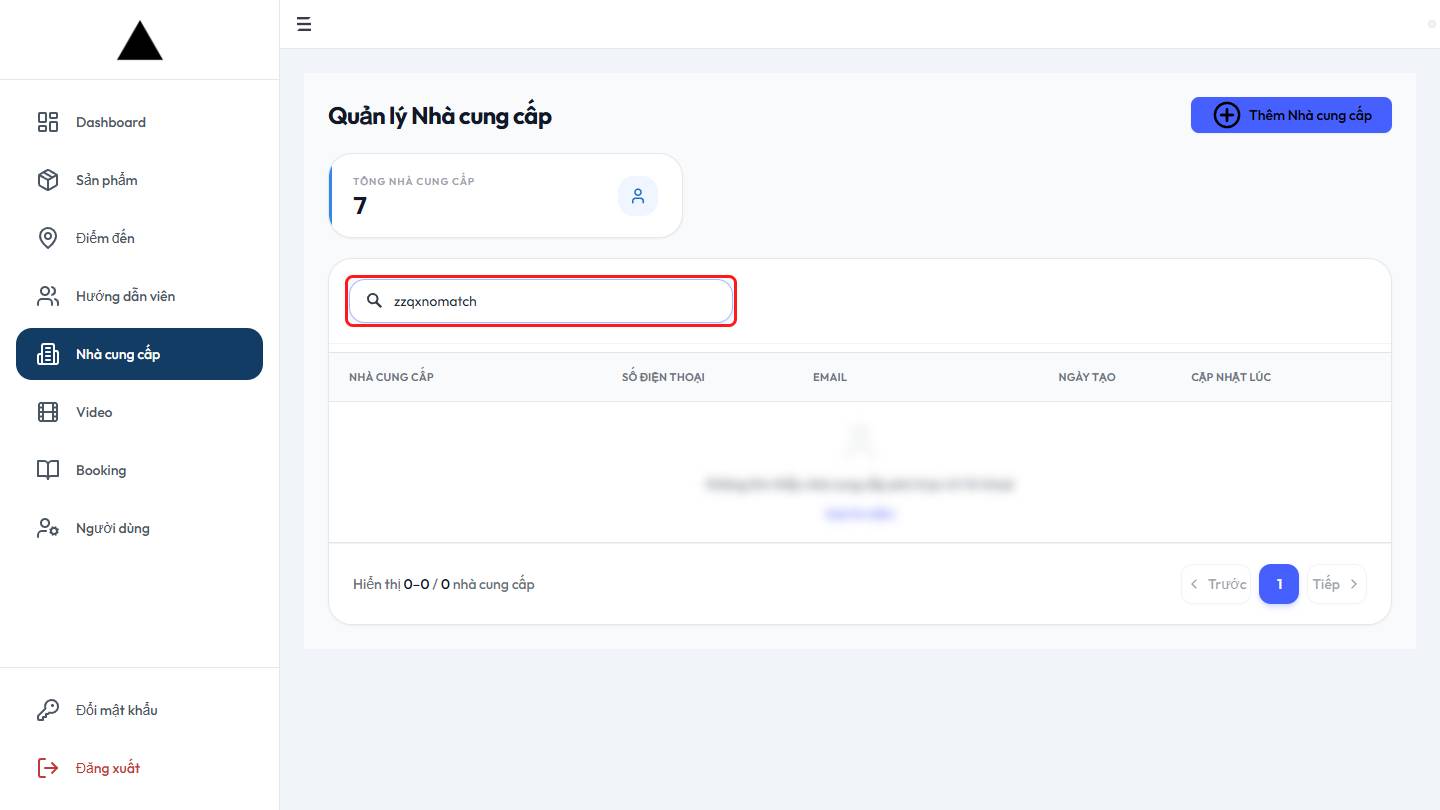 Dashboard
Sản phẩm
Điểm đến
Hướng dẫn viên
Nhà cung cấp
Video
Booking
Người dùng
Đổi mật khẩu
Đăng xuất
Quản lý Nhà cung cấp
Thêm Nhà cung cấp
TỔNG NHÀ CUNG CẤP
7
zzqxnomatch
NHÀ CUNG CẤP SỐ ĐIỆN THOẠI EMAIL NGÀY TẠO CẬP NHẬT LÚC
Hiển thị 0–0 / 0 nhà cung cấp
Trước 1 Tiếp